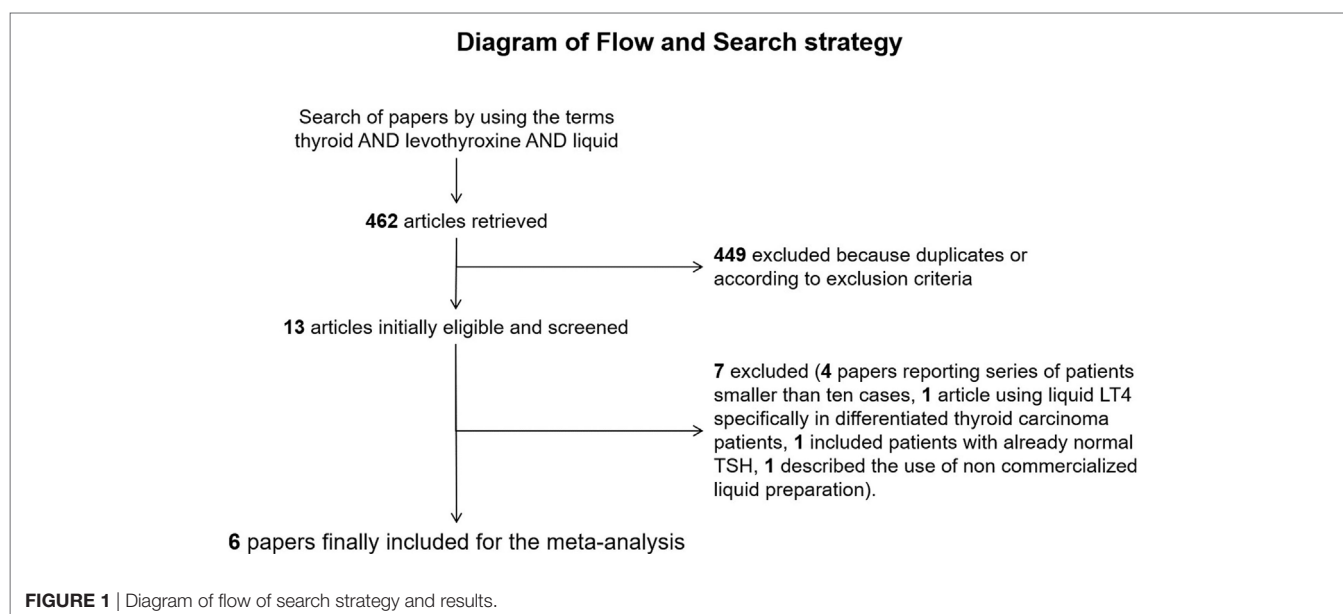 Diagram of Flow and Search strategy
Search of papers by using the terms
thyroid AND levothyroxine AND liquid
462 articles retrieved
449 excluded because duplicates or
according to exclusion criteria
13 articles initially eligible and screened
7 excluded (4 papers reporting series of patients
smaller than ten cases, 1 article using liquid LT4
specifically in differentiated thyroid carcinoma
patients, 1 included patients with already normal
TSH, 1 described the use of non commercialized
liquid preparation).
6 papers finally included for the meta-analysis
FIGURE 1 | Diagram of flow of search strategy and results.